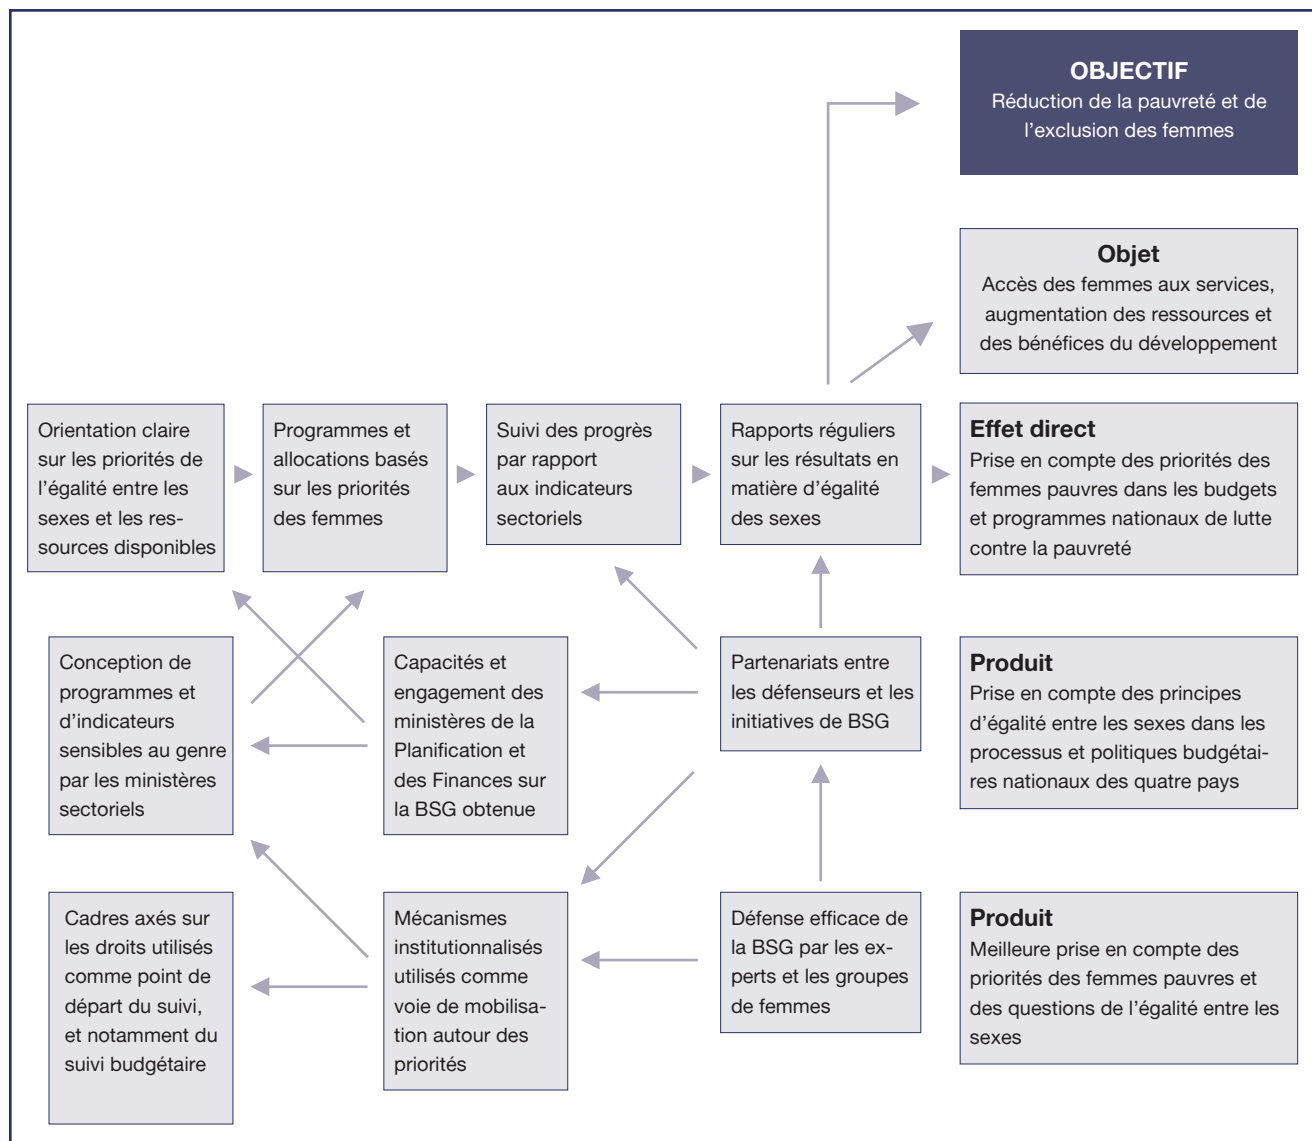 OBJECTIF
Réduction de la pauvreté et de
l'exclusion des femmes
Objet
Accès des femmes aux services,
augmentation des ressources et
des bénéfices du développement
Orientation claire
sur les priorités de
l'égalité entre les
sexes et les res-
sources disponibles
Programmes et
allocations basés
sur les priorités
des femmes
Suivi des progrès
par rapport
aux indicateurs
sectoriels
Rapports réguliers
sur les résultats en
matière d'égalité
des sexes
Effet direct
Prise en compte des priorités des
femmes pauvres dans les budgets
et programmes nationaux de lutte
contre la pauvreté
Conception de
programmes et
d'indicateurs
sensibles au genre
par les ministères
sectoriels
Capacités et
engagement des
ministères de la
Planification et
des Finances sur
la BSG obtenue
Partenariats entre
les défenseurs et les
initiatives de BSG
Produit
Prise en compte des principes
d'égalité entre les sexes dans les
processus et politiques budgétai-
res nationaux des quatre pays
Cadres axés sur
les droits utilisés
comme point de
départ du suivi,
et notamment du
suivi budgétaire
Mécanismes
institutionnalisés
utilisés comme
voie de mobilisa-
tion autour des
priorités
Défense efficace de
la BSG par les ex-
perts et les groupes
de femmes
Produit
Meilleure prise en compte des
priorités des femmes pauvres et
des questions de l'égalité entre les
sexes